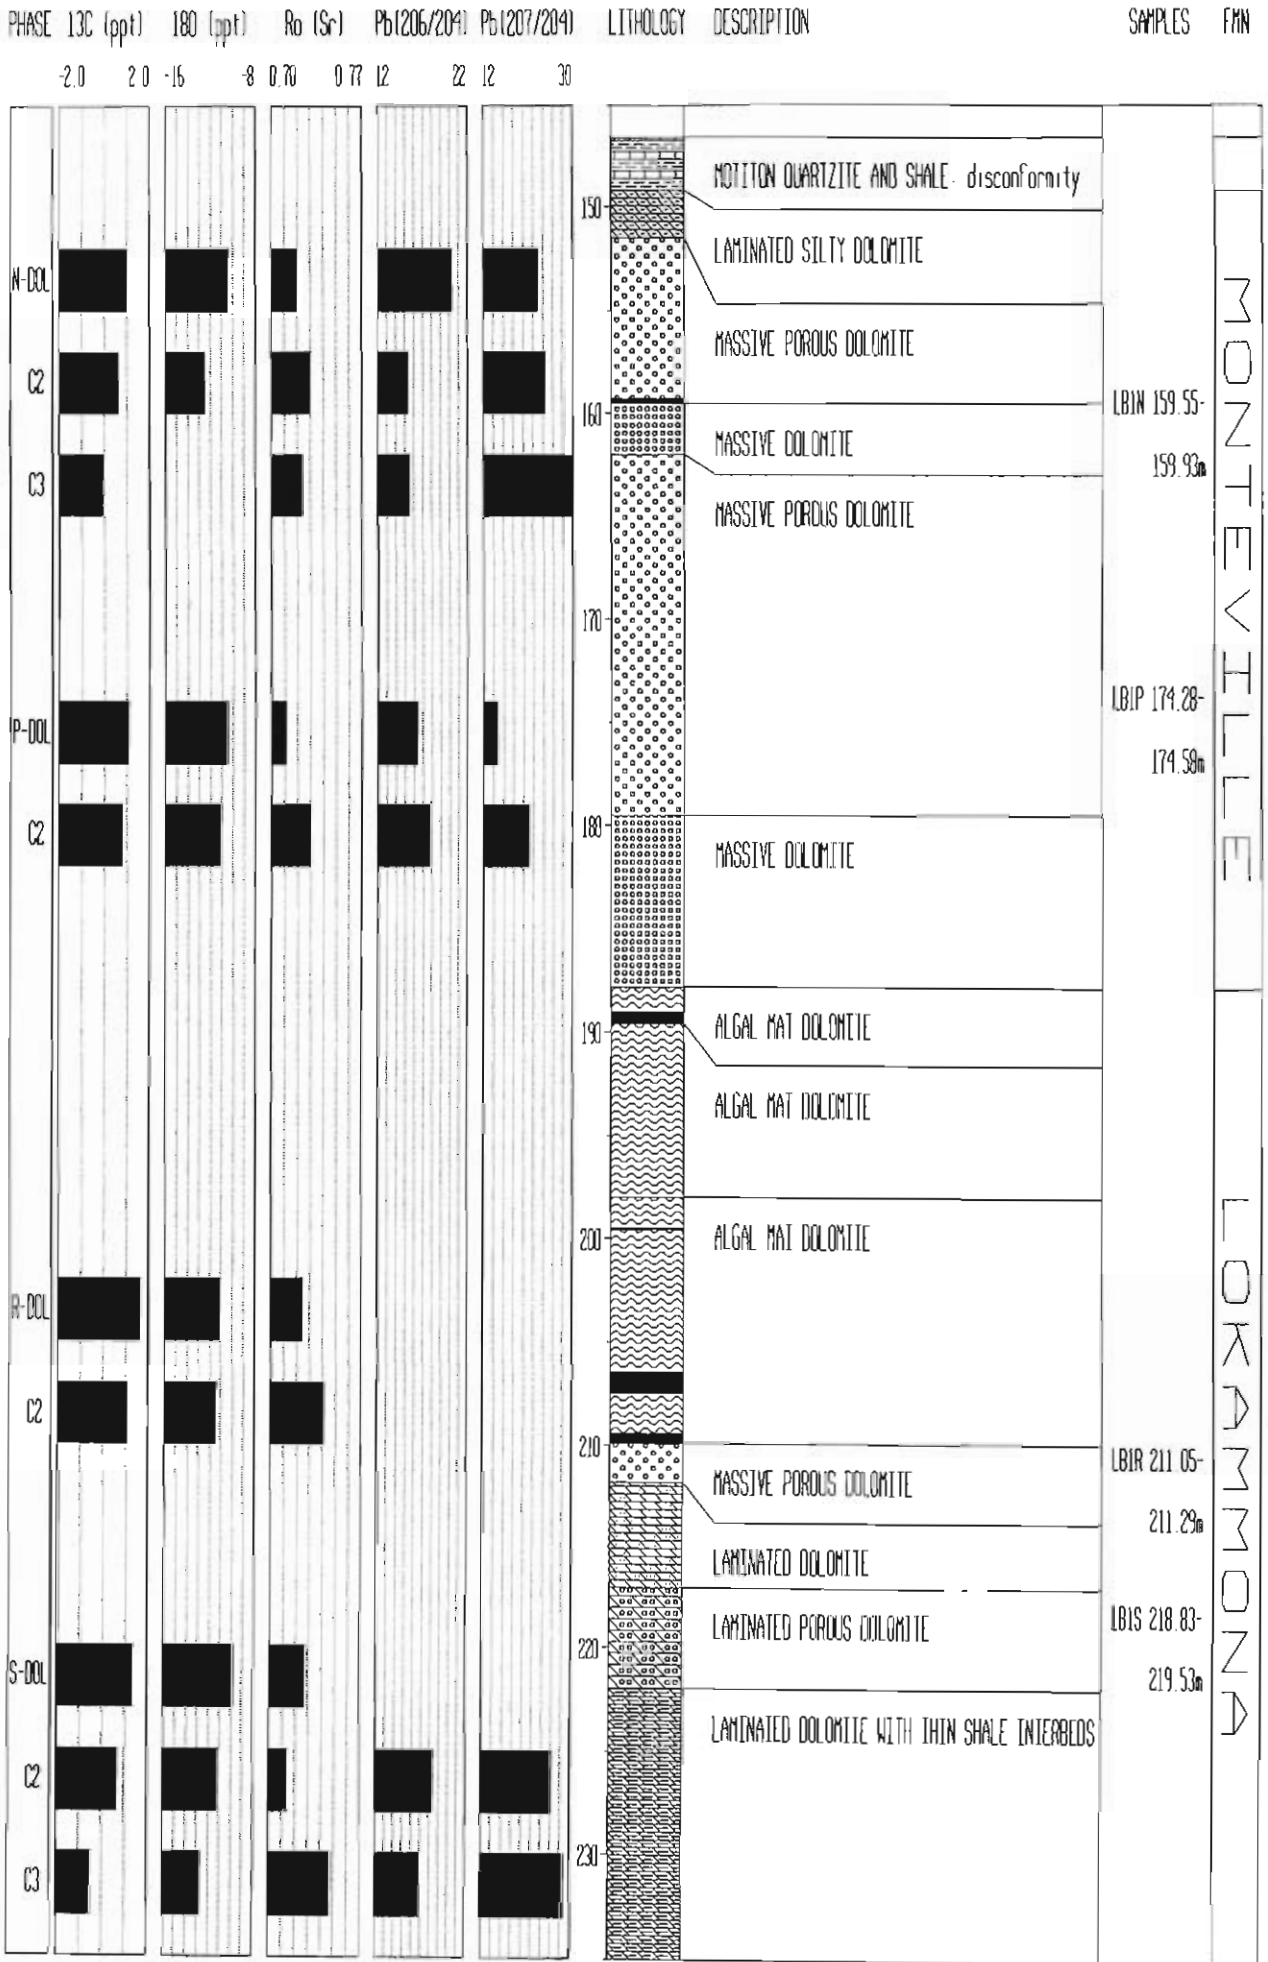 PHASE 13C (ppt) 18O (ppt) Ro (Sr) Pb(206/204) Pb(207/204) LITHOLOGY DESCRIPTION SAMPLES FMN
-2.0 2.0 -16 -8 0.70 0.77 12 22 12 30
MOTITON QUARTZITE AND SHALE- disconformity
150
LAMINATED SILTY DOLOMITE
N-DOL
MASSIVE POROUS DOLOMITE
C2
LB1N 159.55-
160
MASSIVE DOLOMITE
159.93m
C3
MASSIVE POROUS DOLOMITE
170
LB1P 174.28-
P-DOL
174.58m
C2
180
MASSIVE DOLOMITE
MONTEVILLE
190
ALGAL MAT DOLOMITE
ALGAL MAT DOLOMITE
200
ALGAL MAT DOLOMITE
R-DOL
C2
210
LB1R 211.05-
MASSIVE POROUS DOLOMITE
211.29m
LAMINATED DOLOMITE
LB1S 218.83-
LAMINATED POROUS DOLOMITE
220
S-DOL
219.53m
LAMINATED DOLOMITE WITH THIN SHALE INTERBEDS
C2
230
C3
LOKAMMONA